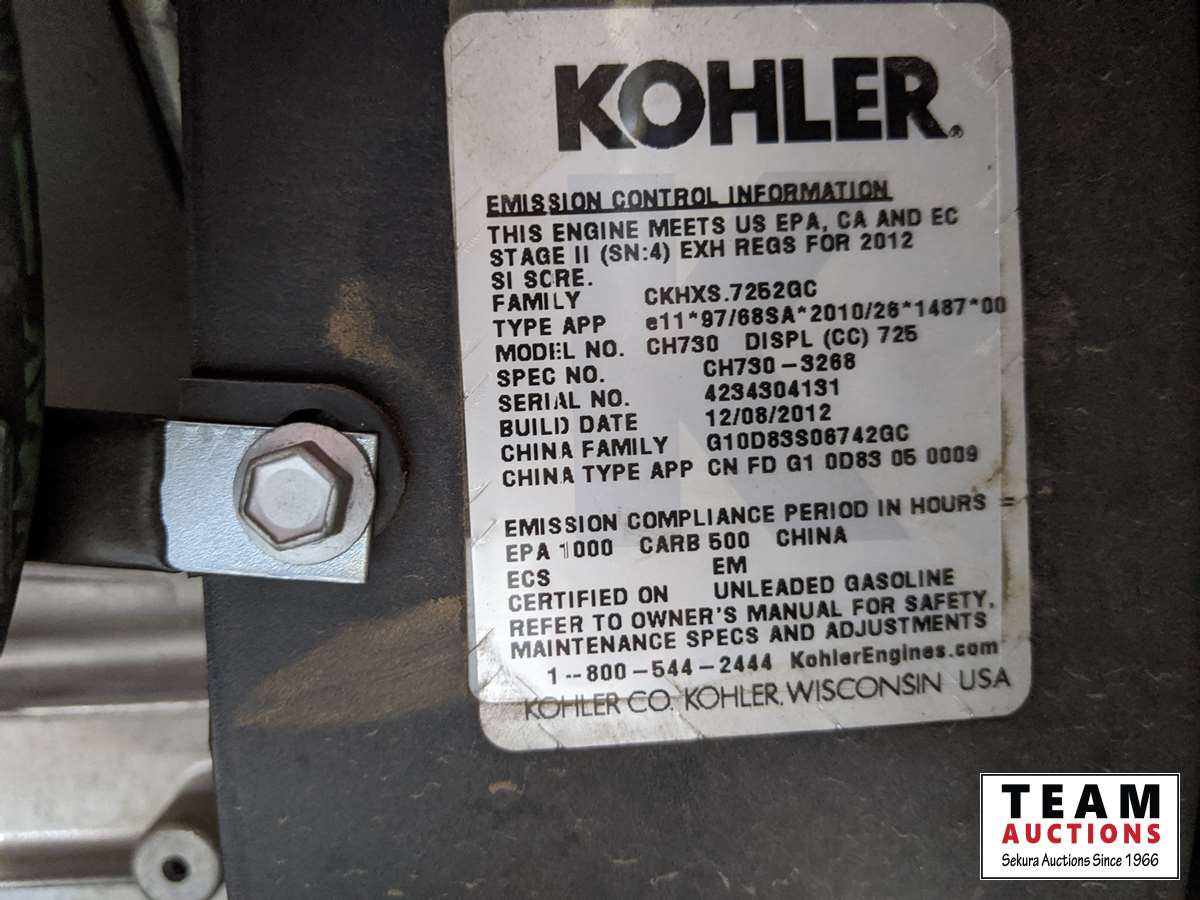 KOHLER®
EMISSION CONTROL INFORMATION
THIS ENGINE MEETS US EPA, CA AND EC
STAGE II (SN:4) EXH REGS FOR 2012
SI SCRE.
FAMILY CKHXS.7252GC
TYPE APP e11*97/68SA*2010/26*1487*00
MODEL NO. CH730 DISPL (CC) 725
SPEC NO. CH730-3268
SERIAL NO. 4234304131
BUILD DATE 12/08/2012
CHINA FAMILY G10D83S06742GC
CHINA TYPE APP CN FD G1 0D83 05 0009
EMISSION COMPLIANCE PERIOD IN HOURS =
EPA 1000 CARB 500 CHINA
ECS EM
CERTIFIED ON UNLEADED GASOLINE
REFER TO OWNER'S MANUAL FOR SAFETY,
MAINTENANCE SPECS AND ADJUSTMENTS
1-800-544-2444 KohlerEngines.com
KOHLER CO. KOHLER, WISCONSIN USA
TEAM
AUCTIONS
Sekura Auctions Since 1966